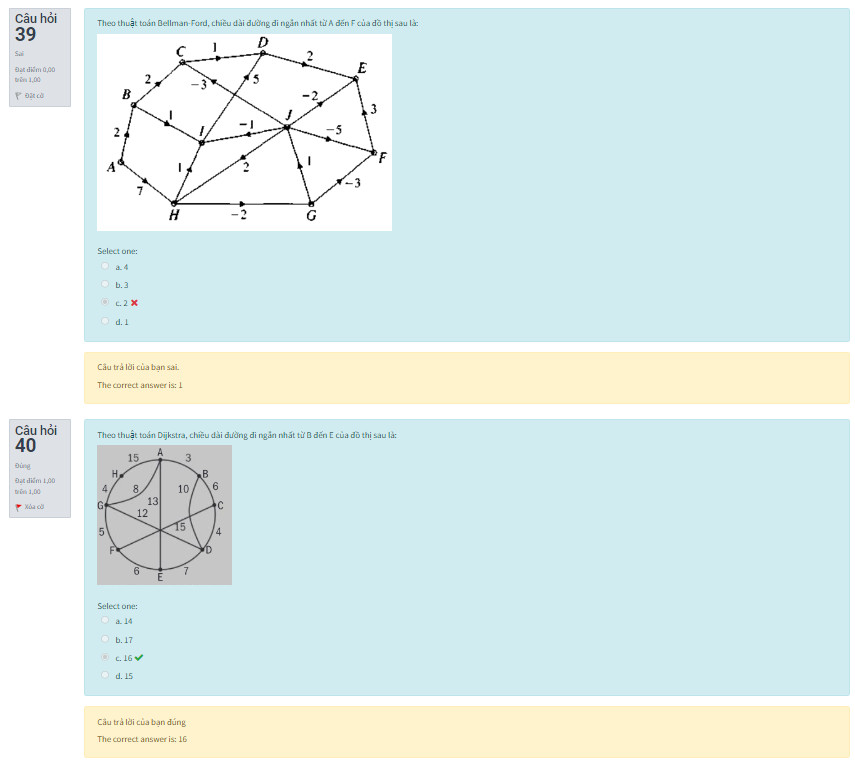 Câu hỏi
39
Sai
Đạt điểm 0,00
trên 1,00
Đặt cờ
Theo thuật toán Bellman-Ford, chiều dài đường đi ngắn nhất từ A đến F của đồ thị sau là:
C 1 D 2 E
2 -3 5 -2
B 1 I -1 J -5 3
2 A 7 1 2 1 -3 F
H -2 G
Select one:
a. 4
b. 3
c. 2
d. 1
Câu trả lời của bạn sai.
The correct answer is: 1
Câu hỏi
40
Đúng
Đạt điểm 1,00
trên 1,00
Xóa cờ
Theo thuật toán Dijkstra, chiều dài đường đi ngắn nhất từ B đến E của đồ thị sau là:
15 A 3
H B
4 8 10 6
G 13 C
12 15
5 4
F D
6 E 7
Select one:
a. 14
b. 17
c. 16
d. 15
Câu trả lời của bạn đúng
The correct answer is: 16